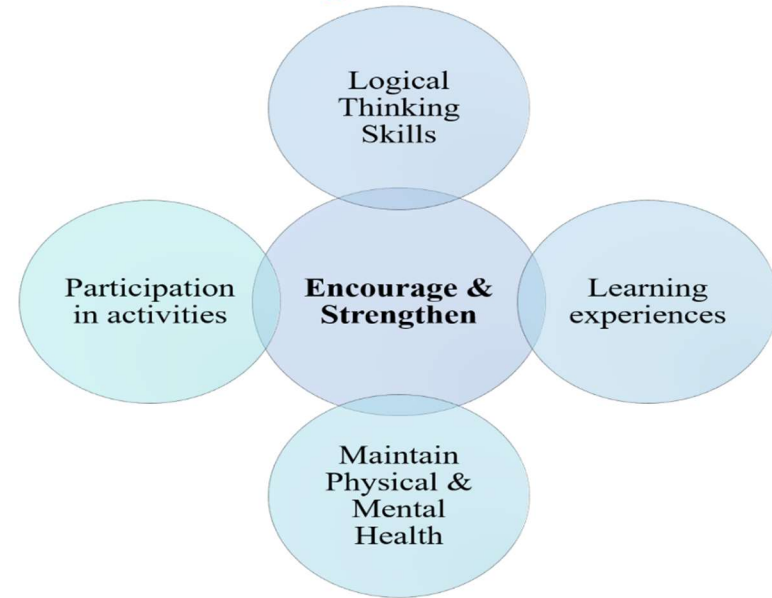 Logical
Thinking
Skills
Participation
in activities
Encourage &
Strengthen
Learning
experiences
Maintain
Physical &
Mental
Health